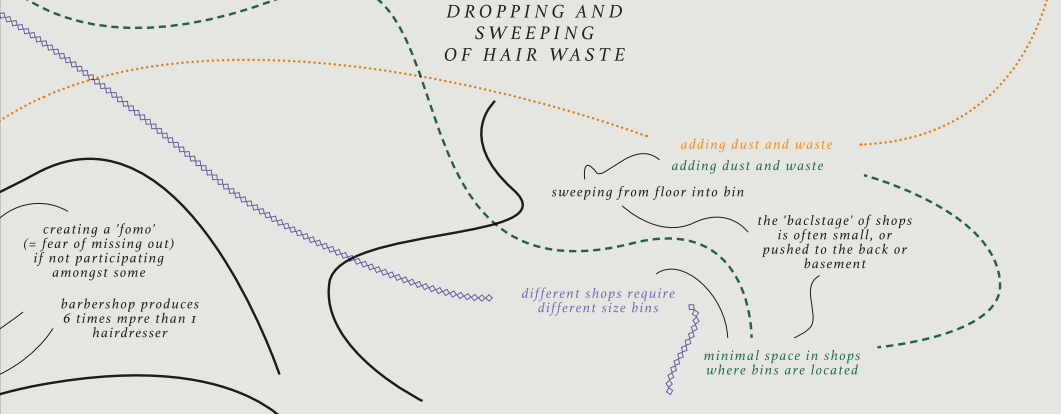 DROPPING AND
SWEEPING
OF HAIR WASTE
adding dust and waste
adding dust and waste
sweeping from floor into bin
the 'baclstage' of shops
is often small, or
pushed to the back or
basement
creating a 'fomo'
(= fear of missing out)
if not participating
amongst some
barbershop produces
6 times mpre than 1
hairdresser
different shops require
different size bins
minimal space in shops
where bins are located